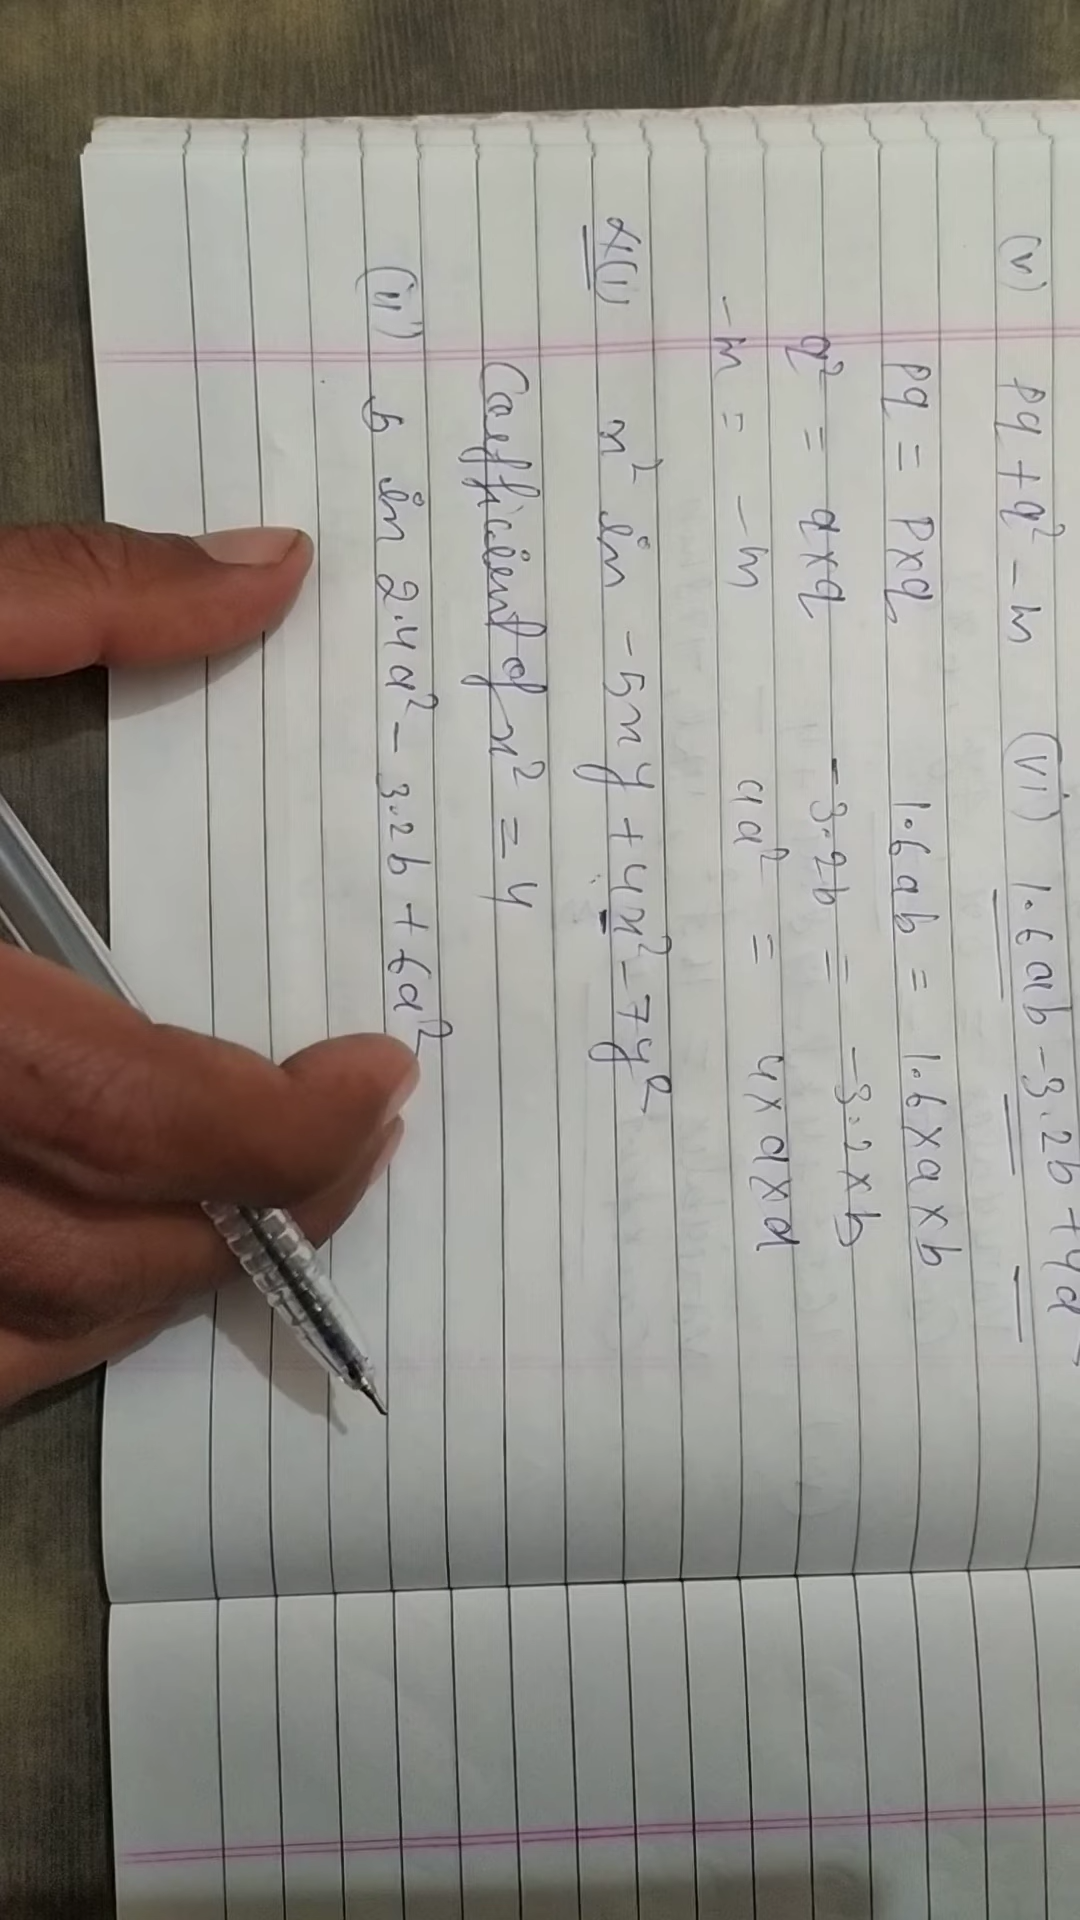 (v) pq + q² - m (vi) 1.6ab - 3.2b + 4a²
pq = p×q 1.6ab = 1.6×a×b
q² = q×q -3.2b = -3.2×b
-m = -m 4a² = 4×a×a
4(i) x² in -5xy + 4x² - 7y²
Coefficient of x² = 4
(ii) b in 2.4a² - 3.2b + 6a²